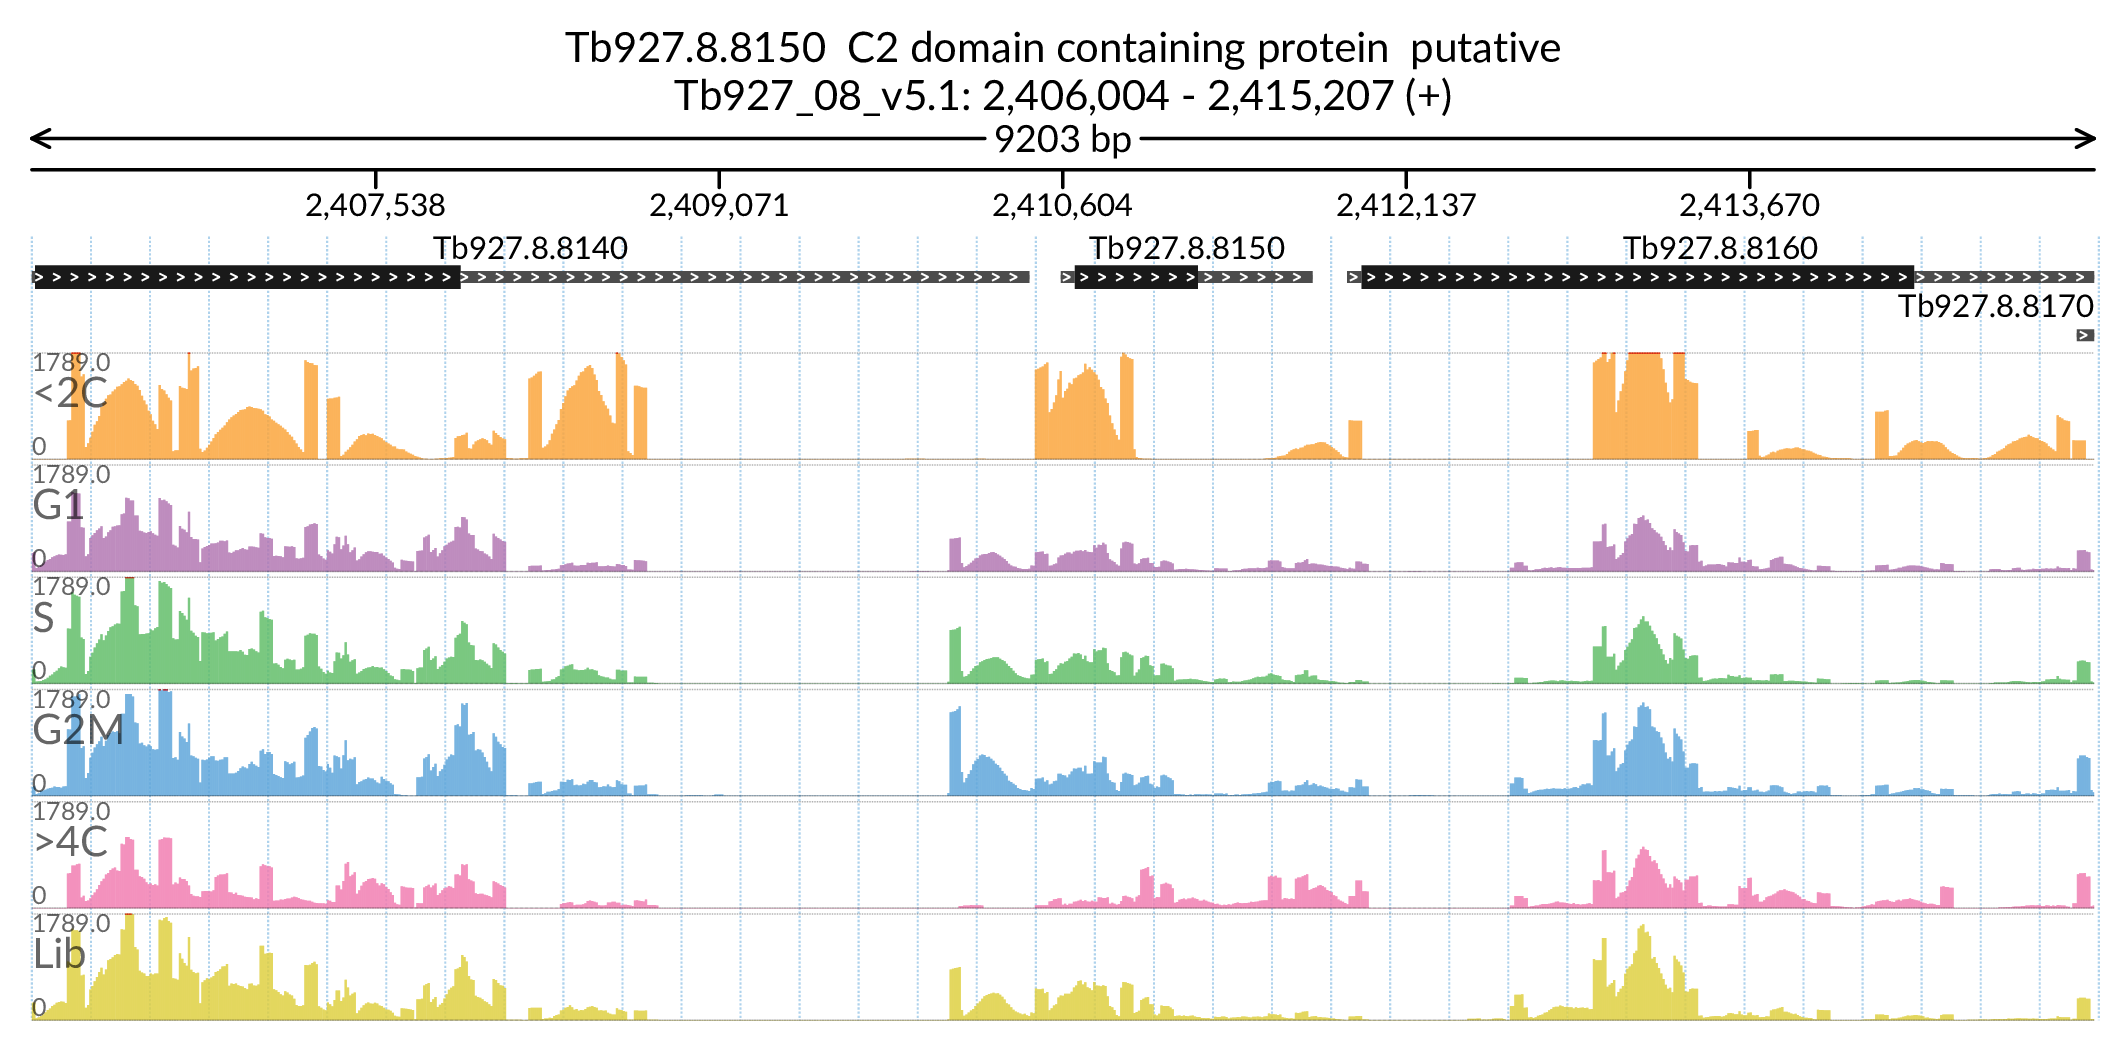 Tb927.8.8150  C2 domain containing protein  putative
Tb927_08_v5.1: 2,406,004 - 2,415,207 (+)
9203 bp
2,407,538 2,409,071 2,410,604 2,412,137 2,413,670
Tb927.8.8140 Tb927.8.8150 Tb927.8.8160
Tb927.8.8170
1789.0
<2C
0
1789.0
G1
0
1789.0
S
0
1789.0
G2M
0
1789.0
>4C
0
1789.0
Lib
0